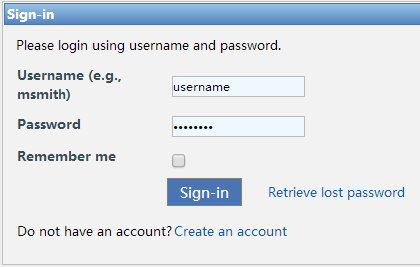 Sign-in
Please login using username and password.
Username (e.g., msmith)
username
Password
••••••••
Remember me
Sign-in Retrieve lost password
Do not have an account? Create an account